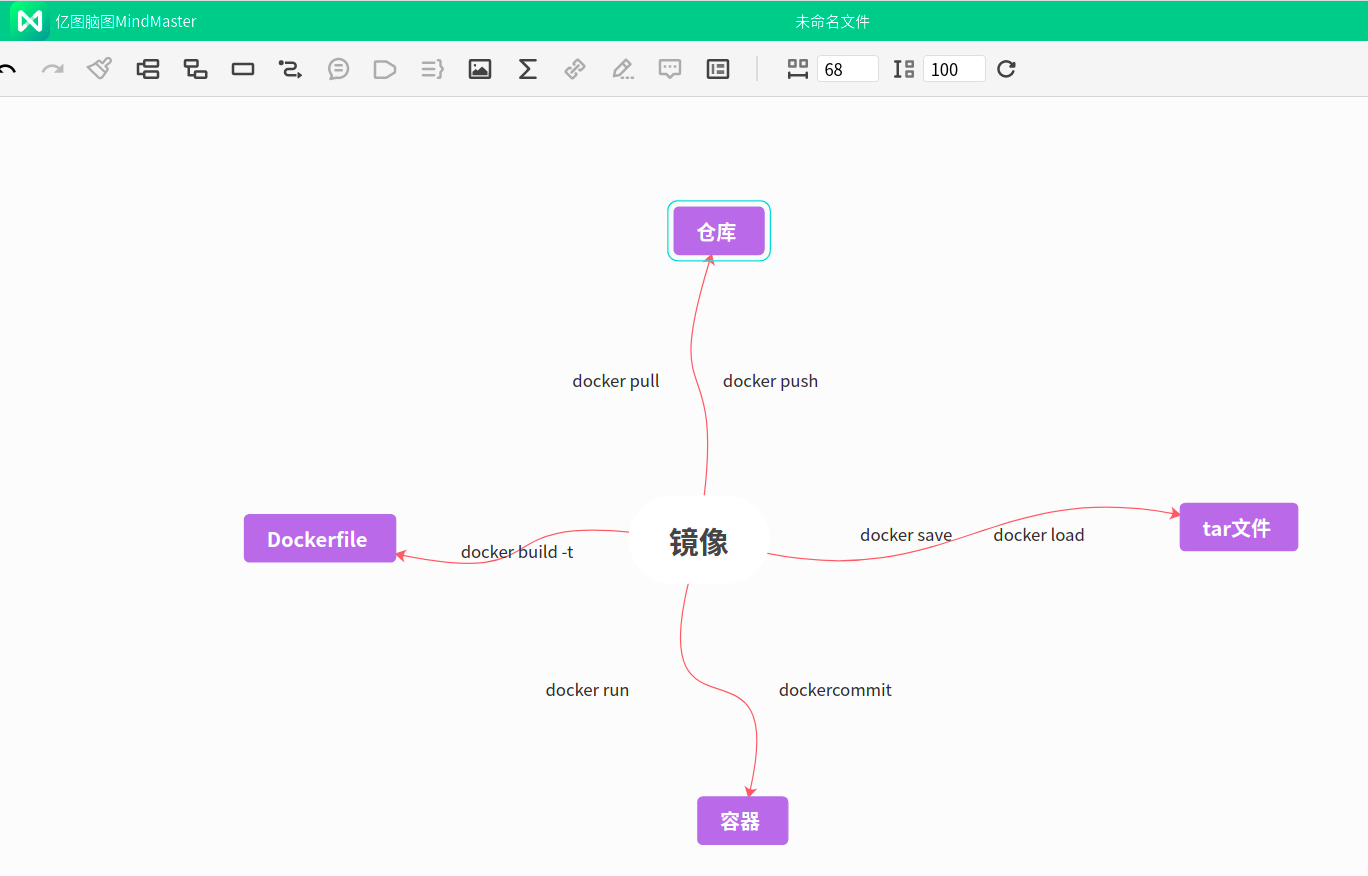 亿图脑图MindMaster
未命名文件
68
100
仓库
docker pull
docker push
镜像
Dockerfile
docker build -t
docker save
docker load
tar文件
docker run
dockercommit
容器